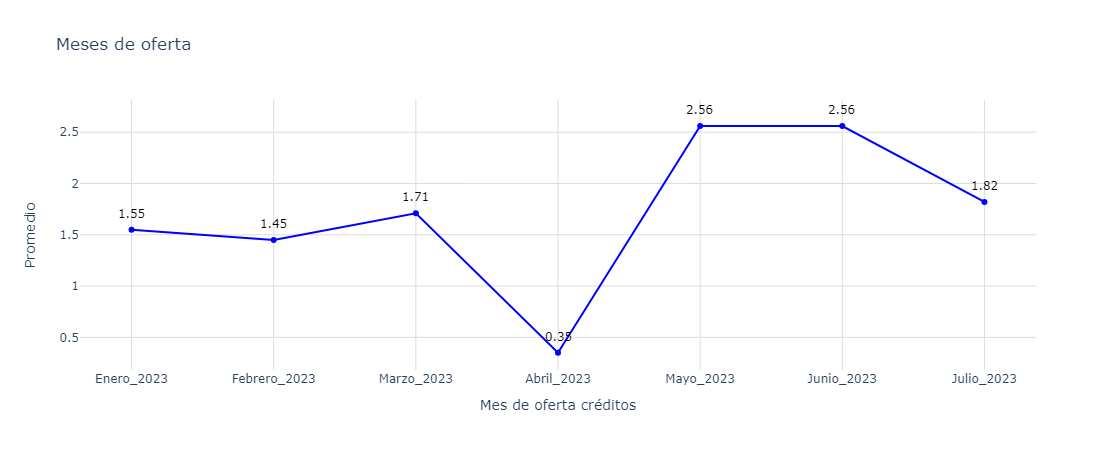 Meses de oferta
2.56 2.56
2.5
2
1.82
1.71
1.55
1.45
1.5
Promedio
1
0.5
0.35
Enero_2023 Febrero_2023 Marzo_2023 Abril_2023 Mayo_2023 Junio_2023 Julio_2023
Mes de oferta créditos